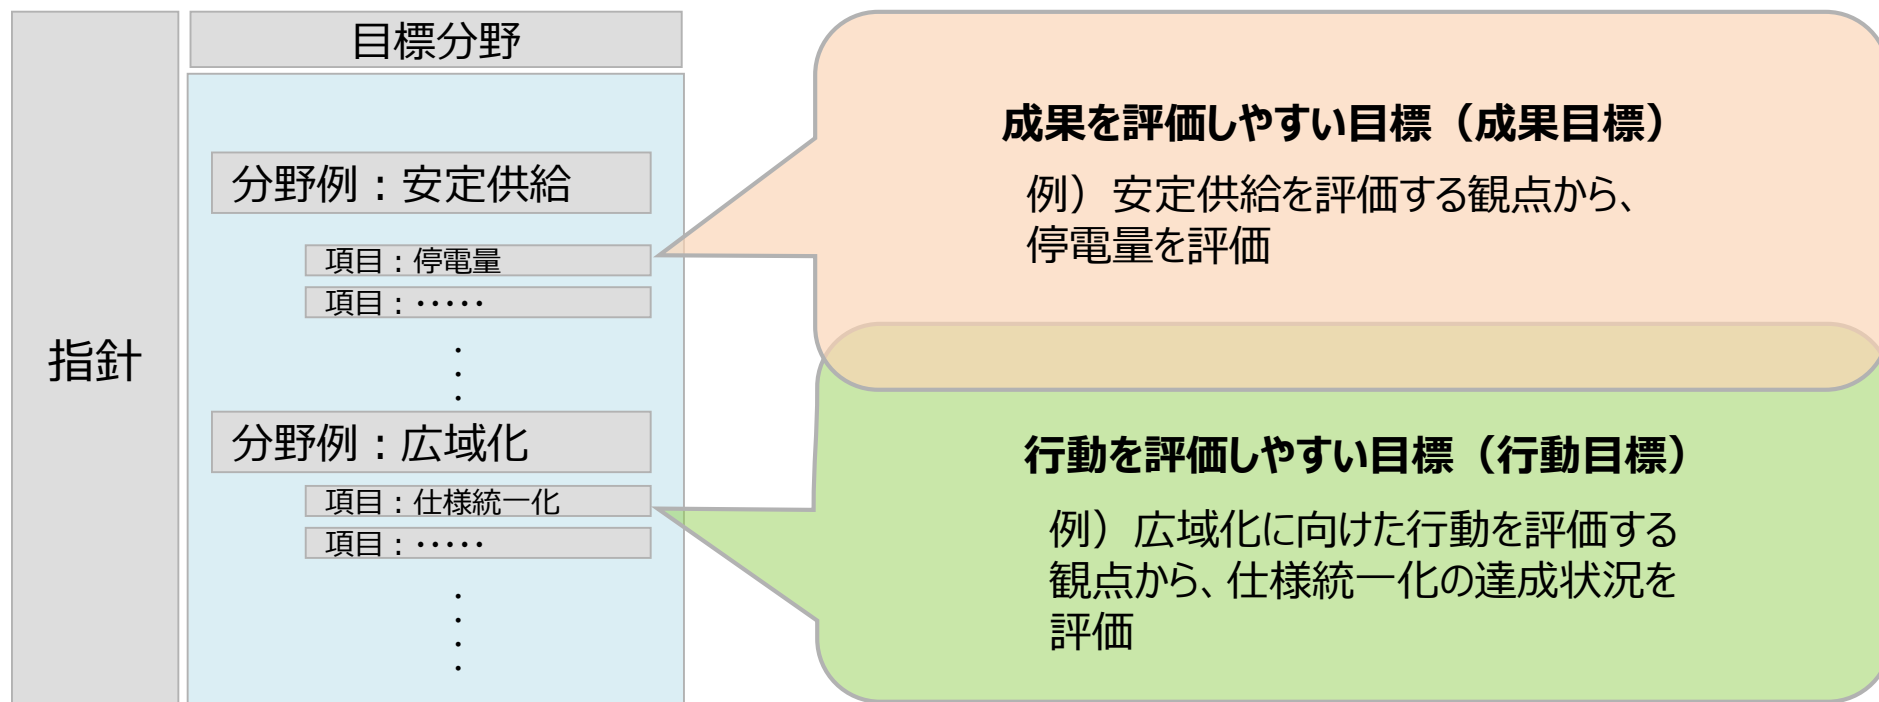 指針
目標分野
分野例：安定供給
項目：停電量
項目：・・・・・
・
・
・
分野例：広域化
項目：仕様統一化
項目：・・・・・
・
・
・
・
成果を評価しやすい目標（成果目標）
例）安定供給を評価する観点から、
停電量を評価
行動を評価しやすい目標（行動目標）
例）広域化に向けた行動を評価する
観点から、仕様統一化の達成状況を
評価